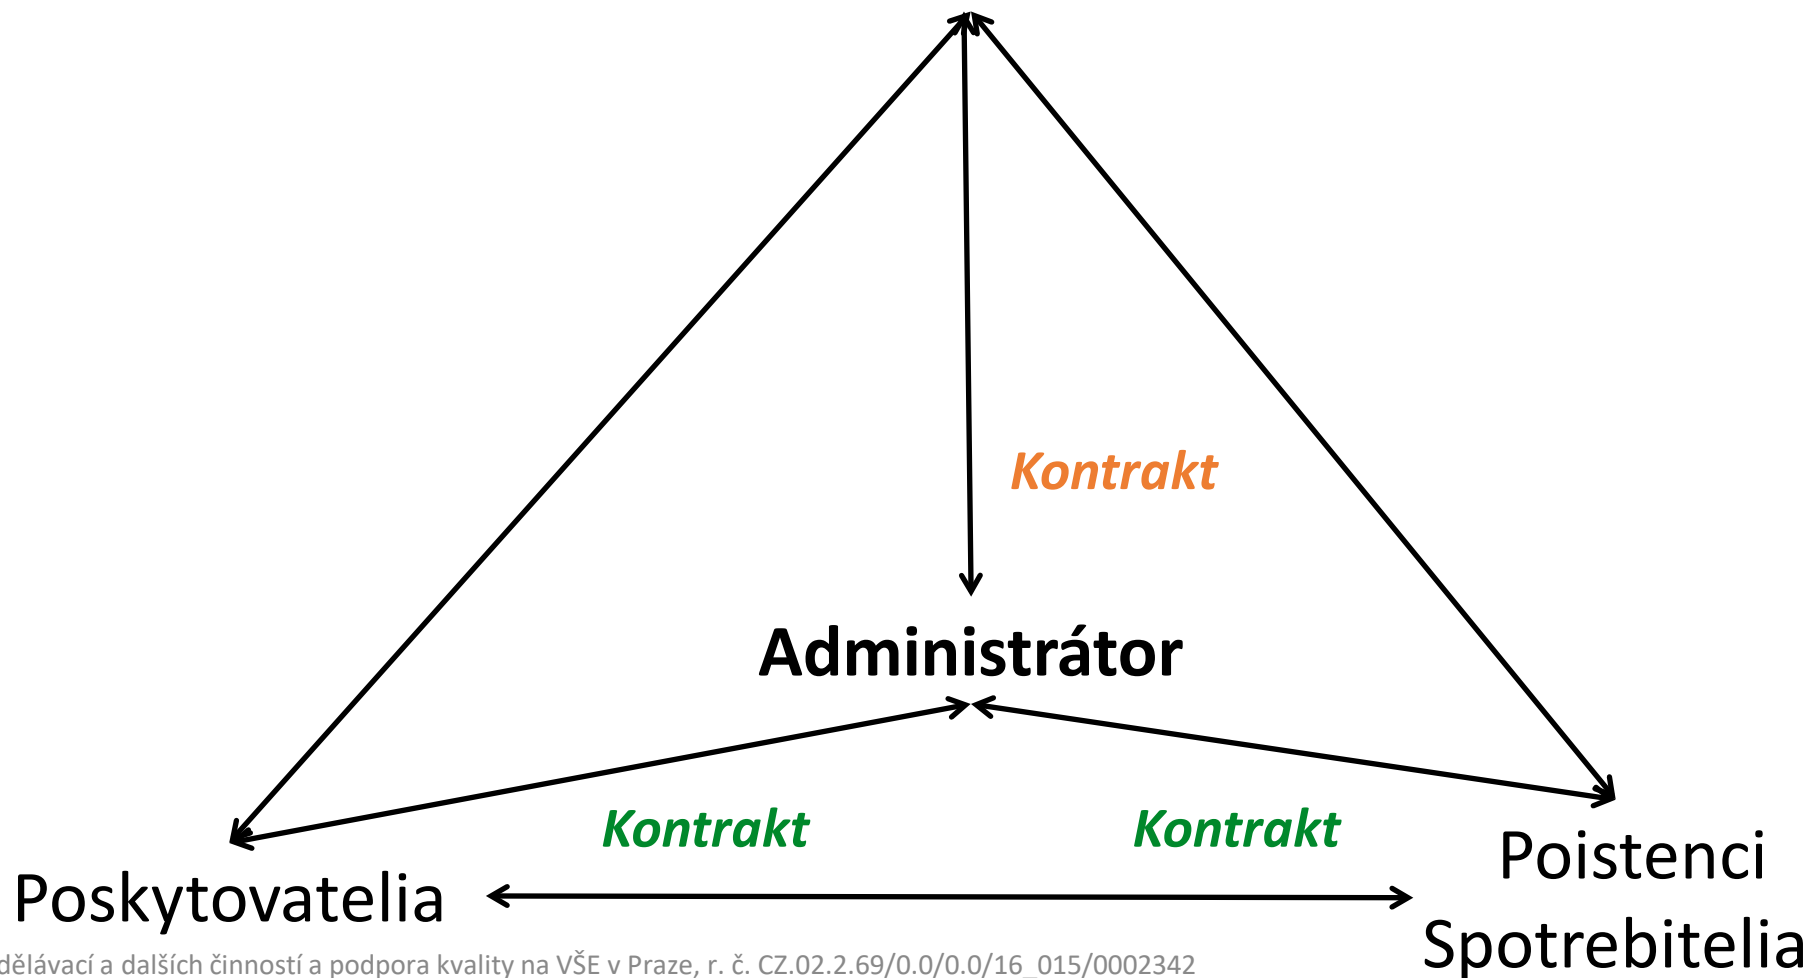 Kontrakt
Administrátor
Kontrakt
Kontrakt
Poistenci
Poskytovatelia
Spotrebitelia
dělávací a dalších činností a podpora kvality na VŠE v Praze, r. č. CZ.02.2.69/0.0/0.0/16_015/0002342